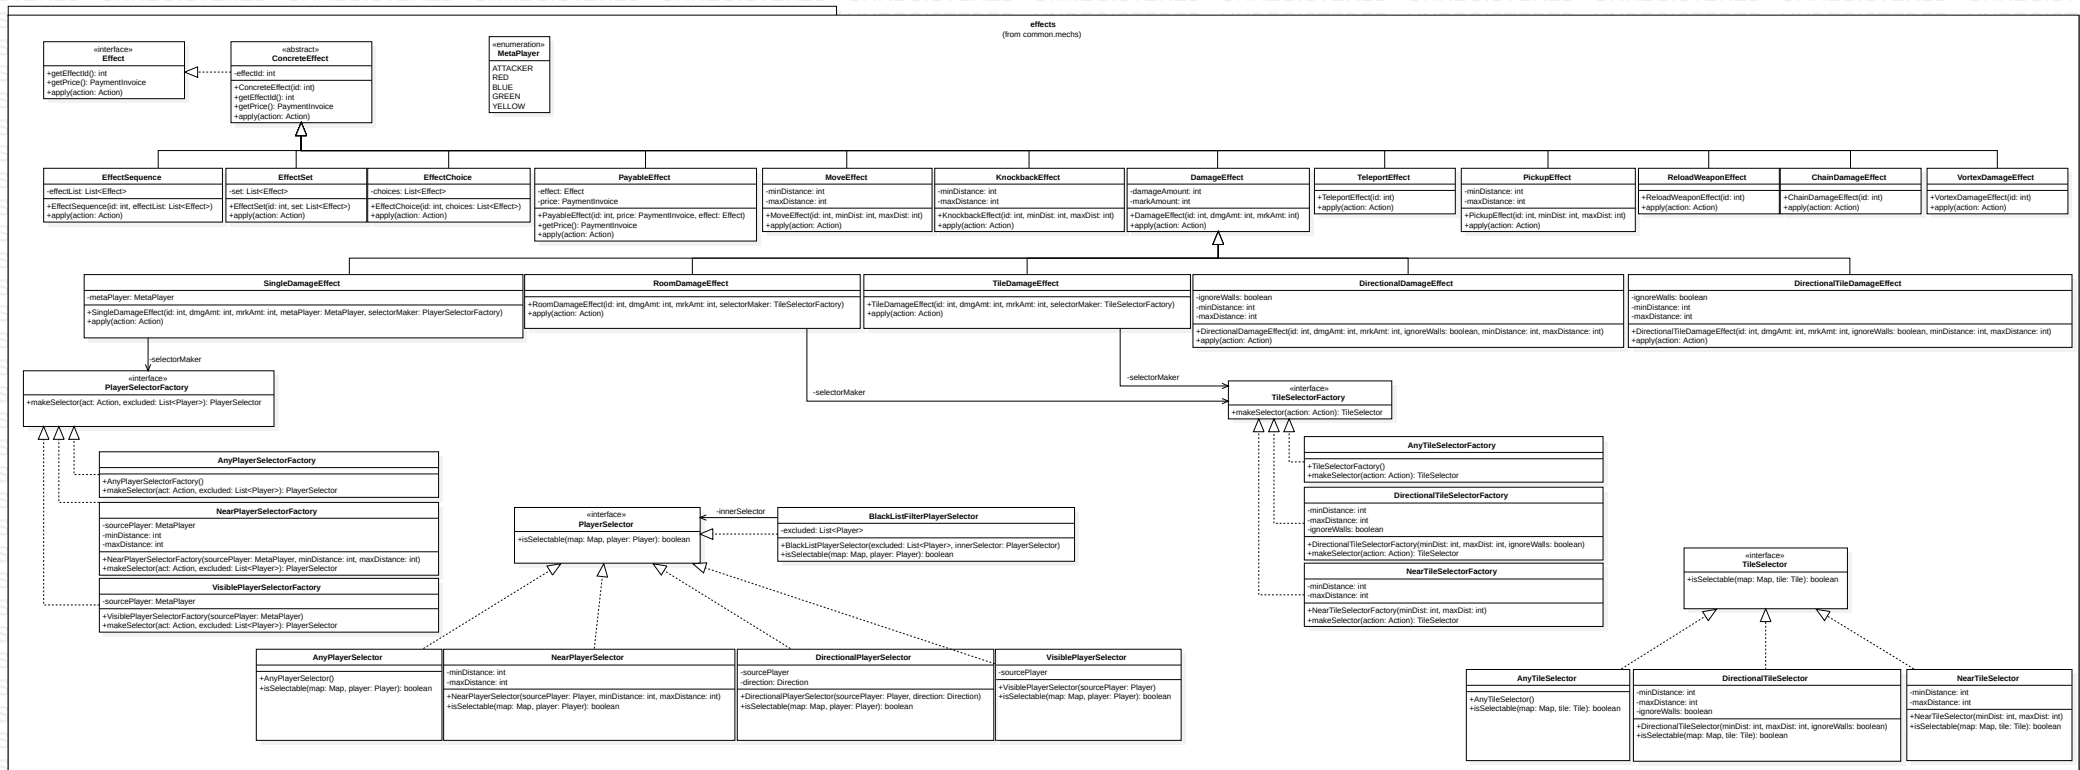 effects
(from common.mechs)
«interface»
Effect
+getEffectId(): int
+getPrice(): PaymentInvoice
+apply(action: Action)
«abstract»
ConcreteEffect
-effectId: int
+ConcreteEffect(id: int)
+getEffectId(): int
+getPrice(): PaymentInvoice
+apply(action: Action)
«enumeration»
MetaPlayer
ATTACKER
RED
BLUE
GREEN
YELLOW
EffectSequence
-effectList: List<Effect>
+EffectSequence(id: int, effectList: List<Effect>)
+apply(action: Action)
EffectSet
-set: List<Effect>
+EffectSet(id: int, set: List<Effect>)
+apply(action: Action)
EffectChoice
-choices: List<Effect>
+EffectChoice(id: int, choices: List<Effect>)
+apply(action: Action)
PayableEffect
-effect: Effect
-price: PaymentInvoice
+PayableEffect(id: int, price: PaymentInvoice, effect: Effect)
+getPrice(): PaymentInvoice
+apply(action: Action)
MoveEffect
-minDistance: int
-maxDistance: int
+MoveEffect(id: int, minDist: int, maxDist: int)
+apply(action: Action)
KnockbackEffect
-minDistance: int
-maxDistance: int
+KnockbackEffect(id: int, minDist: int, maxDist: int)
+apply(action: Action)
DamageEffect
-damageAmount: int
-markAmount: int
+DamageEffect(id: int, dmgAmt: int, mrkAmt: int)
+apply(action: Action)
TeleportEffect
+TeleportEffect(id: int)
+apply(action: Action)
PickupEffect
-minDistance: int
-maxDistance: int
+PickupEffect(id: int, minDist: int, maxDist: int)
+apply(action: Action)
ReloadWeaponEffect
+ReloadWeaponEffect(id: int)
+apply(action: Action)
ChainDamageEffect
+ChainDamageEffect(id: int)
+apply(action: Action)
VortexDamageEffect
+VortexDamageEffect(id: int)
+apply(action: Action)
SingleDamageEffect
-metaPlayer: MetaPlayer
+SingleDamageEffect(id: int, dmgAmt: int, mrkAmt: int, metaPlayer: MetaPlayer, selectorMaker: PlayerSelectorFactory)
+apply(action: Action)
RoomDamageEffect
+RoomDamageEffect(id: int, dmgAmt: int, mrkAmt: int, selectorMaker: TileSelectorFactory)
+apply(action: Action)
TileDamageEffect
+TileDamageEffect(id: int, dmgAmt: int, mrkAmt: int, selectorMaker: TileSelectorFactory)
+apply(action: Action)
DirectionalDamageEffect
-ignoreWalls: boolean
-minDistance: int
-maxDistance: int
+DirectionalDamageEffect(id: int, dmgAmt: int, mrkAmt: int, ignoreWalls: boolean, minDistance: int, maxDistance: int)
+apply(action: Action)
DirectionalTileDamageEffect
-ignoreWalls: boolean
-minDistance: int
-maxDistance: int
+DirectionalTileDamageEffect(id: int, dmgAmt: int, mrkAmt: int, ignoreWalls: boolean, minDistance: int, maxDistance: int)
+apply(action: Action)
-selectorMaker
-selectorMaker
-selectorMaker
«interface»
PlayerSelectorFactory
+makeSelector(act: Action, excluded: List<Player>): PlayerSelector
«interface»
TileSelectorFactory
+makeSelector(action: Action): TileSelector
AnyPlayerSelectorFactory
+AnyPlayerSelectorFactory()
+makeSelector(act: Action, excluded: List<Player>): PlayerSelector
NearPlayerSelectorFactory
-sourcePlayer: MetaPlayer
-minDistance: int
-maxDistance: int
+NearPlayerSelectorFactory(sourcePlayer: MetaPlayer, minDistance: int, maxDistance: int)
+makeSelector(act: Action, excluded: List<Player>): PlayerSelector
VisiblePlayerSelectorFactory
-sourcePlayer: MetaPlayer
+VisiblePlayerSelectorFactory(sourcePlayer: MetaPlayer)
+makeSelector(act: Action, excluded: List<Player>): PlayerSelector
«interface»
PlayerSelector
+isSelectable(map: Map, player: Player): boolean
-innerSelector
BlackListFilterPlayerSelector
-excluded: List<Player>
+BlackListPlayerSelector(excluded: List<Player>, innerSelector: PlayerSelector)
+isSelectable(map: Map, player: Player): boolean
AnyTileSelectorFactory
+TileSelectorFactory()
+makeSelector(action: Action): TileSelector
DirectionalTileSelectorFactory
-minDistance: int
-maxDistance: int
-ignoreWalls: boolean
+DirectionalTileSelectorFactory(minDist: int, maxDist: int, ignoreWalls: boolean)
+makeSelector(action: Action): TileSelector
NearTileSelectorFactory
-minDistance: int
-maxDistance: int
+NearTileSelectorFactory(minDist: int, maxDist: int)
+makeSelector(action: Action): TileSelector
«interface»
TileSelector
+isSelectable(map: Map, tile: Tile): boolean
AnyPlayerSelector
+AnyPlayerSelector()
+isSelectable(map: Map, player: Player): boolean
NearPlayerSelector
-minDistance: int
-maxDistance: int
+NearPlayerSelector(sourcePlayer: Player, minDistance: int, maxDistance: int)
+isSelectable(map: Map, player: Player): boolean
DirectionalPlayerSelector
-sourcePlayer
-direction: Direction
+DirectionalPlayerSelector(sourcePlayer: Player, direction: Direction)
+isSelectable(map: Map, player: Player): boolean
VisiblePlayerSelector
-sourcePlayer
+VisiblePlayerSelector(sourcePlayer: Player)
+isSelectable(map: Map, player: Player): boolean
AnyTileSelector
+AnyTileSelector()
+isSelectable(map: Map, tile: Tile): boolean
DirectionalTileSelector
-minDistance: int
-maxDistance: int
-ignoreWalls: boolean
+DirectionalTileSelector(minDist: int, maxDist: int, ignoreWalls: boolean)
+isSelectable(map: Map, tile: Tile): boolean
NearTileSelector
-minDistance: int
-maxDistance: int
+NearTileSelector(minDist: int, maxDist: int)
+isSelectable(map: Map, tile: Tile): boolean